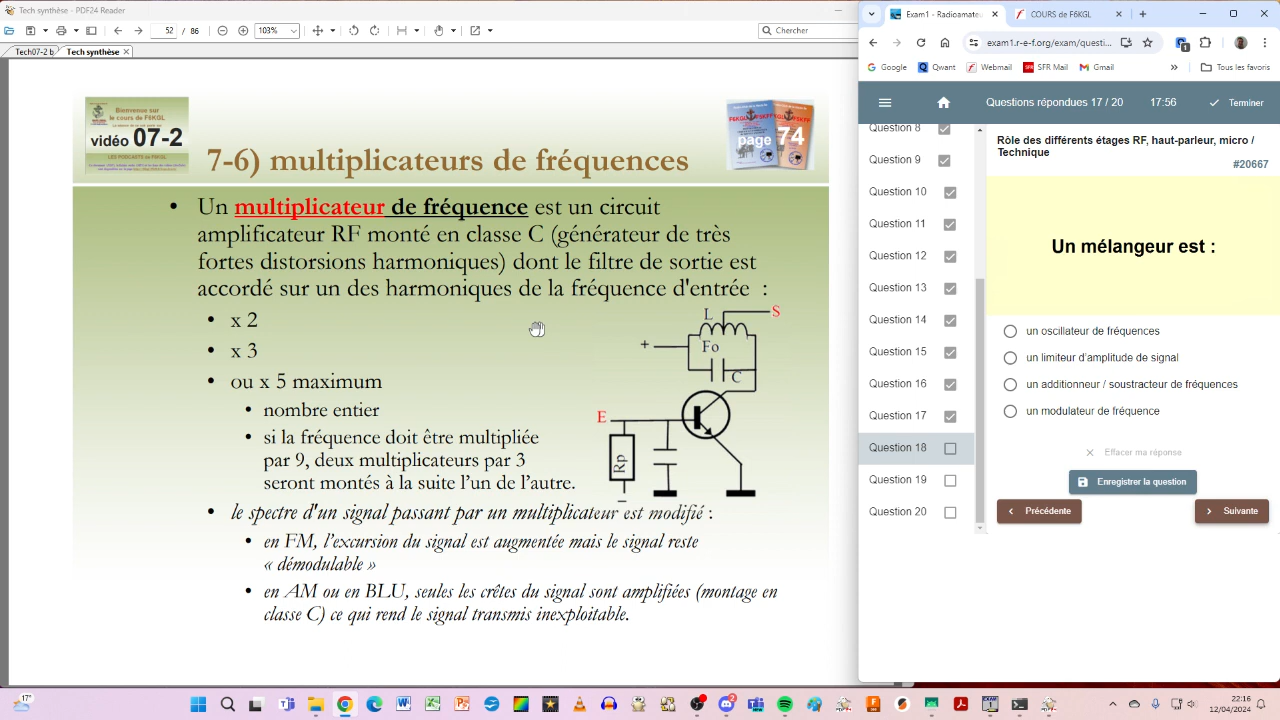 Tech synthèse - PDF24 Reader
52 / 86
103%
Chercher
Tech07-2 b
Tech synthèse
Bienvenue sur
le cours de F6KGL
vidéo 07-2
LES PODCASTS DE F6KGL
7-6) multiplicateurs de fréquences
page 74
• Un multiplicateur de fréquence est un circuit
amplificateur RF monté en classe C (générateur de très
fortes distorsions harmoniques) dont le filtre de sortie est
accordé sur un des harmoniques de la fréquence d'entrée :
• x 2
• x 3
• ou x 5 maximum
• nombre entier
• si la fréquence doit être multipliée
par 9, deux multiplicateurs par 3
seront montés à la suite l'un de l'autre.
• le spectre d'un signal passant par un multiplicateur est modifié :
• en FM, l'excursion du signal est augmentée mais le signal reste
« démodulable »
• en AM ou en BLU, seules les crêtes du signal sont amplifiées (montage en
classe C) ce qui rend le signal transmis inexploitable.
L
S
+
Fo
C
E
Rp
–
Exam1 - Radioamate
COURS de F6KGL
exam1.r-e-f.org/exam/questi...
Google
Qwant
Webmail
SFR Mail
Gmail
»
Tous les favoris
Questions répondues 17 / 20
17:56
Terminer
Question 8
Question 9
Question 10
Question 11
Question 12
Question 13
Question 14
Question 15
Question 16
Question 17
Question 18
Question 19
Question 20
Rôle des différents étages RF, haut-parleur, micro /
Technique
#20667
Un mélangeur est :
un oscillateur de fréquences
un limiteur d'amplitude de signal
un additionneur / soustracteur de fréquences
un modulateur de fréquence
Effacer ma réponse
Enregistrer la question
Précédente
Suivante
17°
22:16
12/04/2024